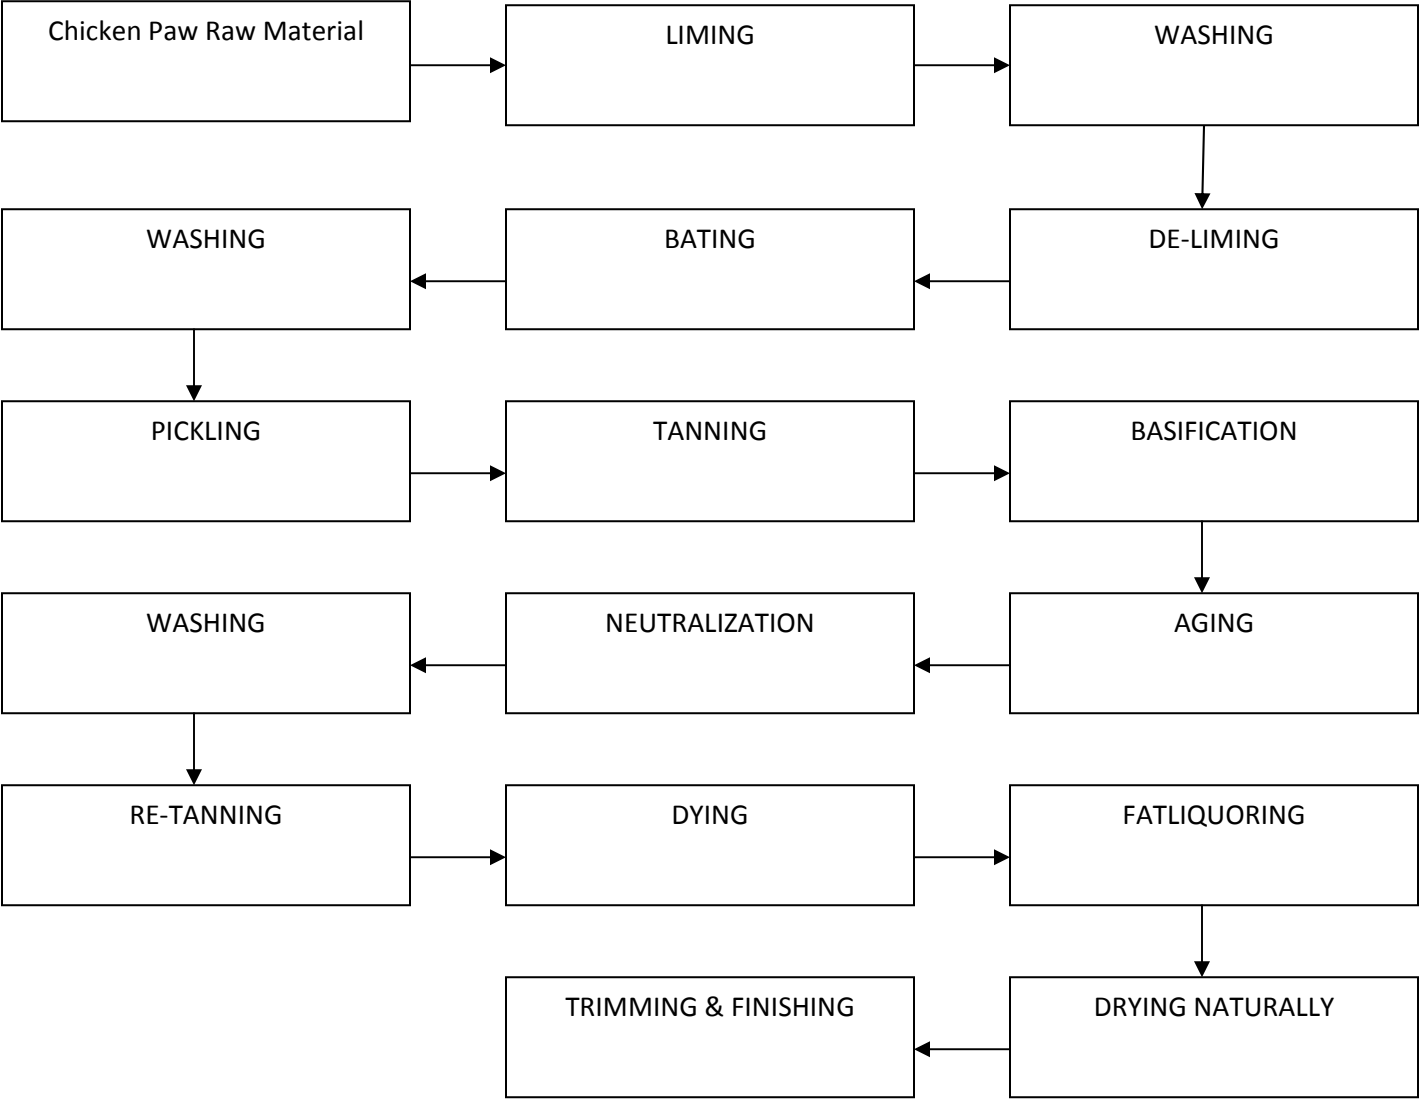 Chicken Paw Raw Material
LIMING
WASHING
DE-LIMING
BATING
WASHING
PICKLING
TANNING
BASIFICATION
AGING
NEUTRALIZATION
WASHING
RE-TANNING
DYING
FATLIQUORING
DRYING NATURALLY
TRIMMING & FINISHING